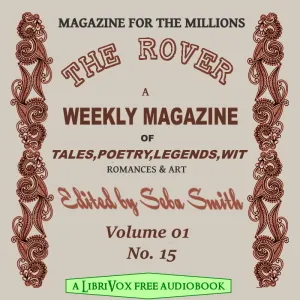 MAGAZINE FOR THE MILLIONS
THE ROVER
A
WEEKLY MAGAZINE
OF
TALES,POETRY,LEGENDS,WIT
ROMANCES & ART
Edited by Seba Smith
Volume 01
No. 15
A LIBRIVOX FREE AUDIOBOOK